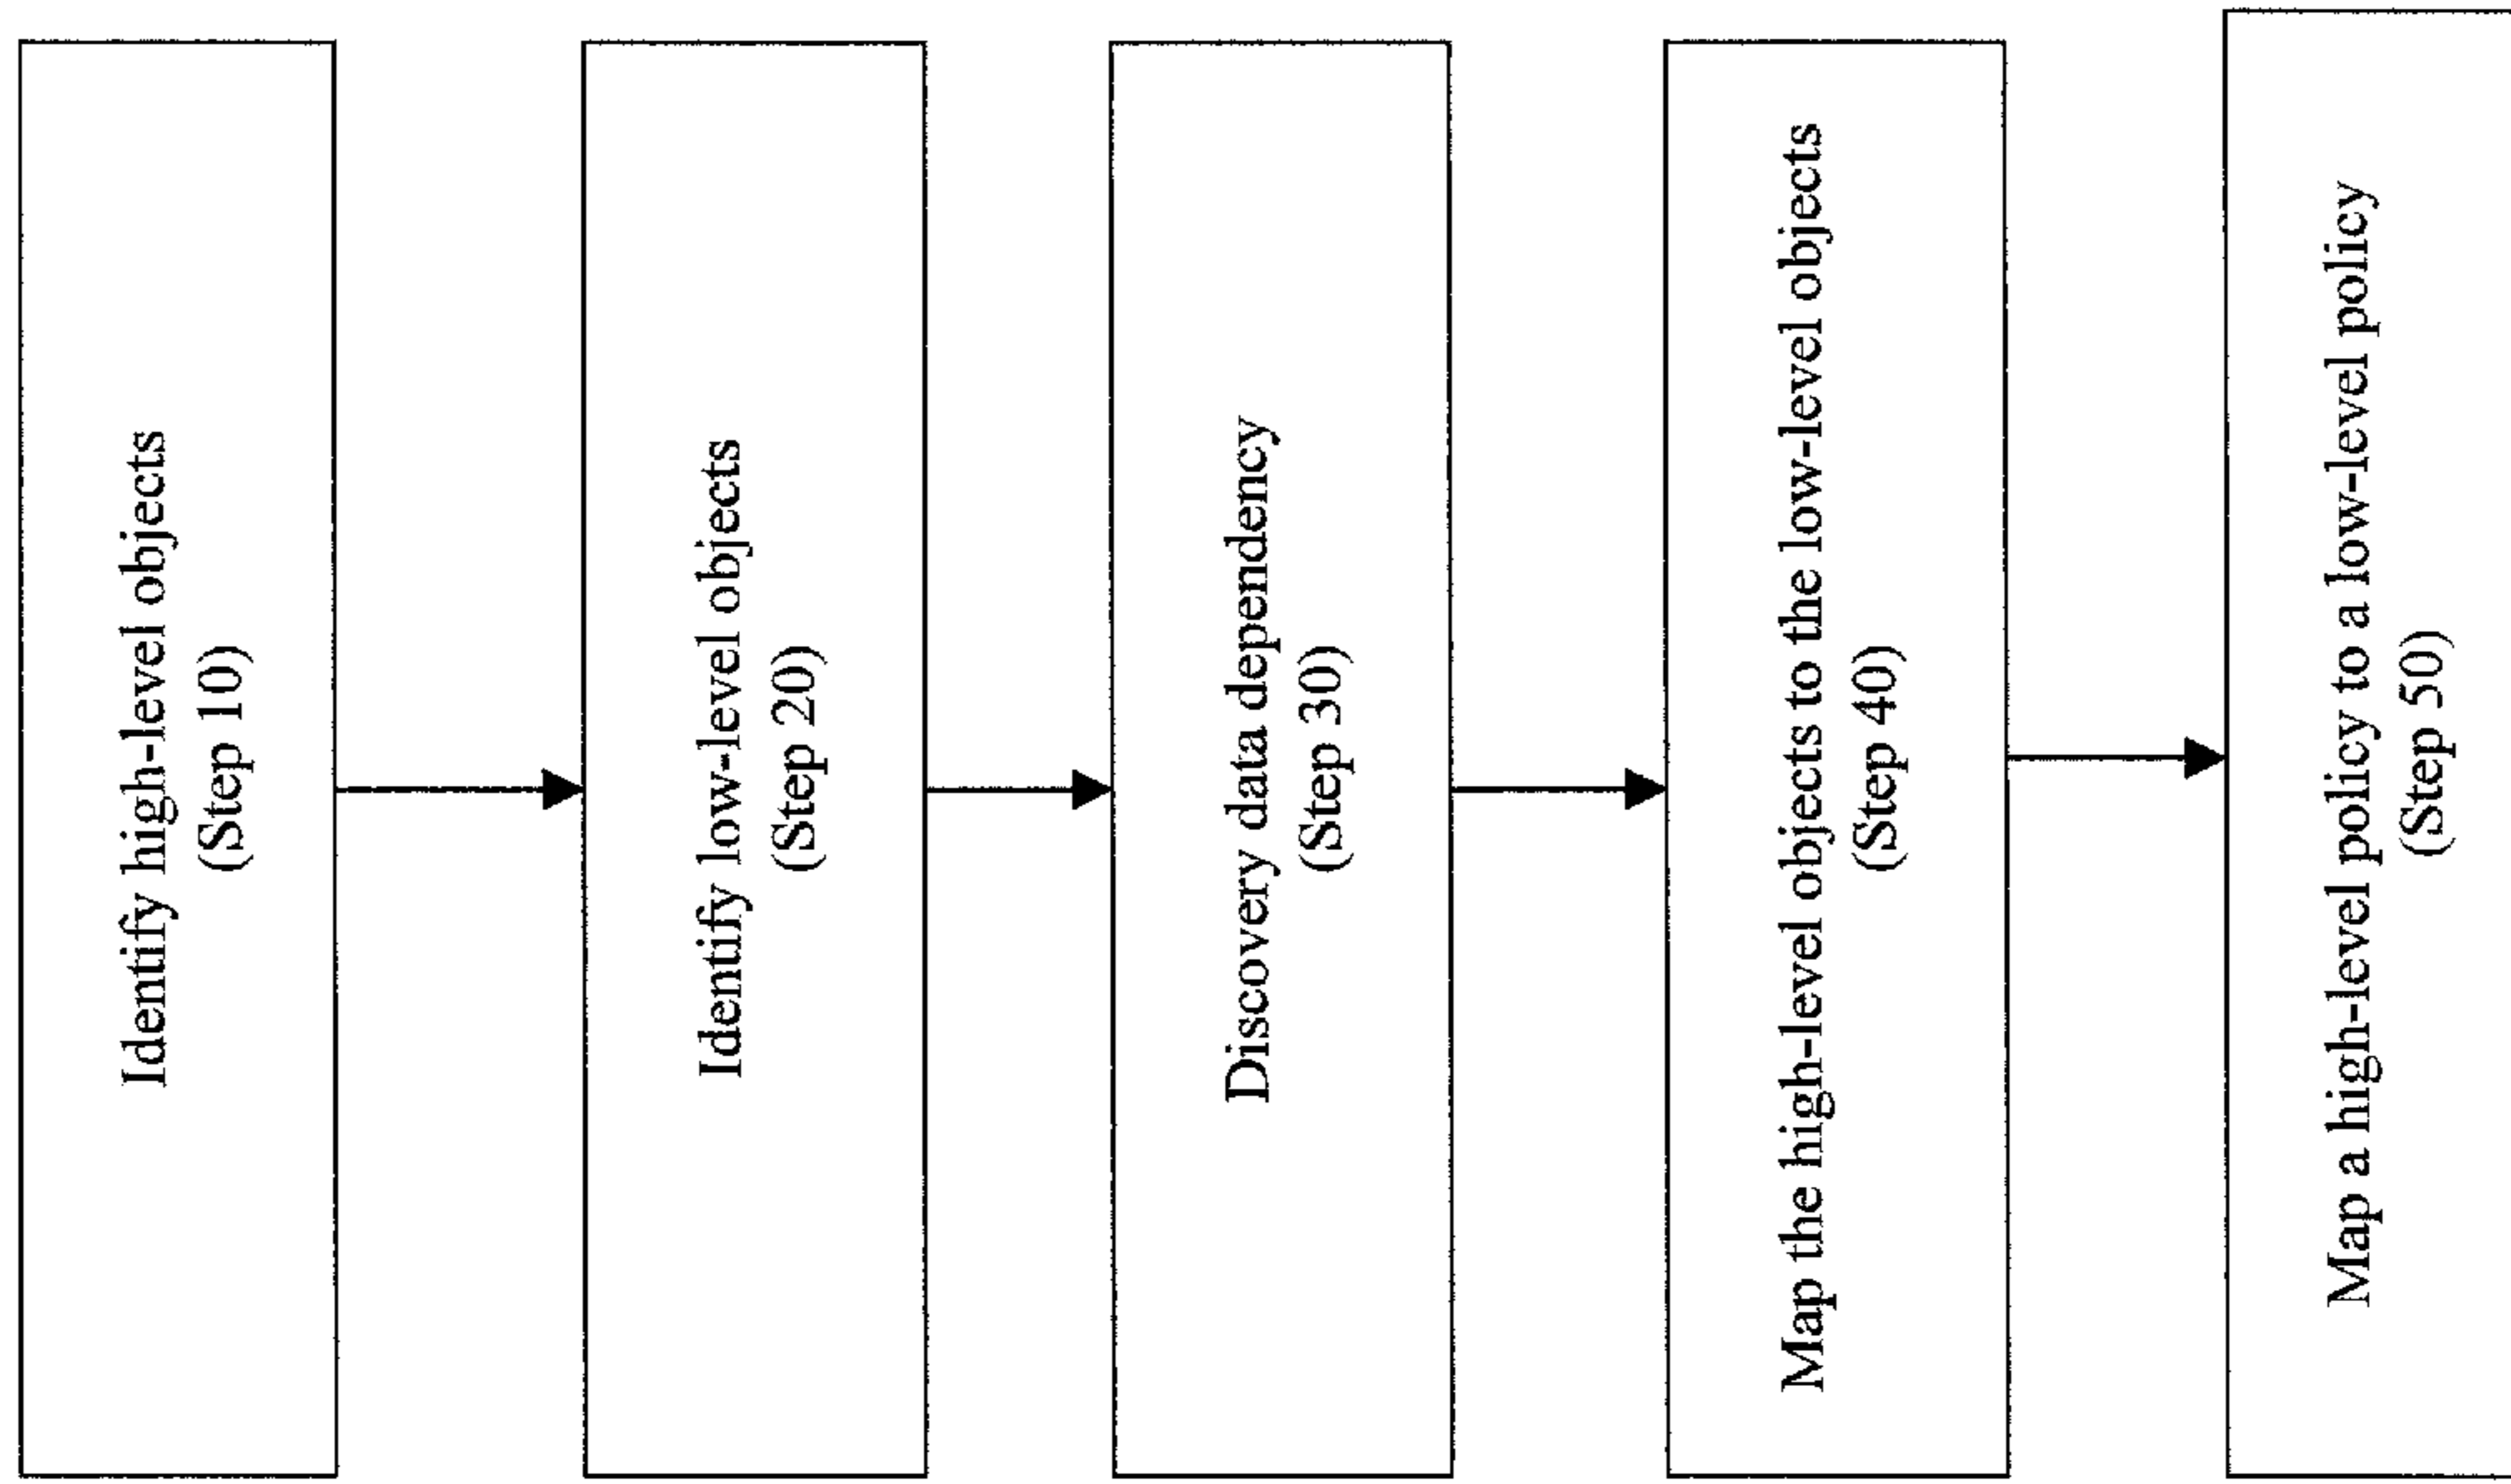 Identify high-level objects
(Step 10)
Identify low-level objects
(Step 20)
Discovery data dependency
(Step 30)
Map the high-level objects to the low-level objects
(Step 40)
Map a high-level policy to a low-level policy
(Step 50)